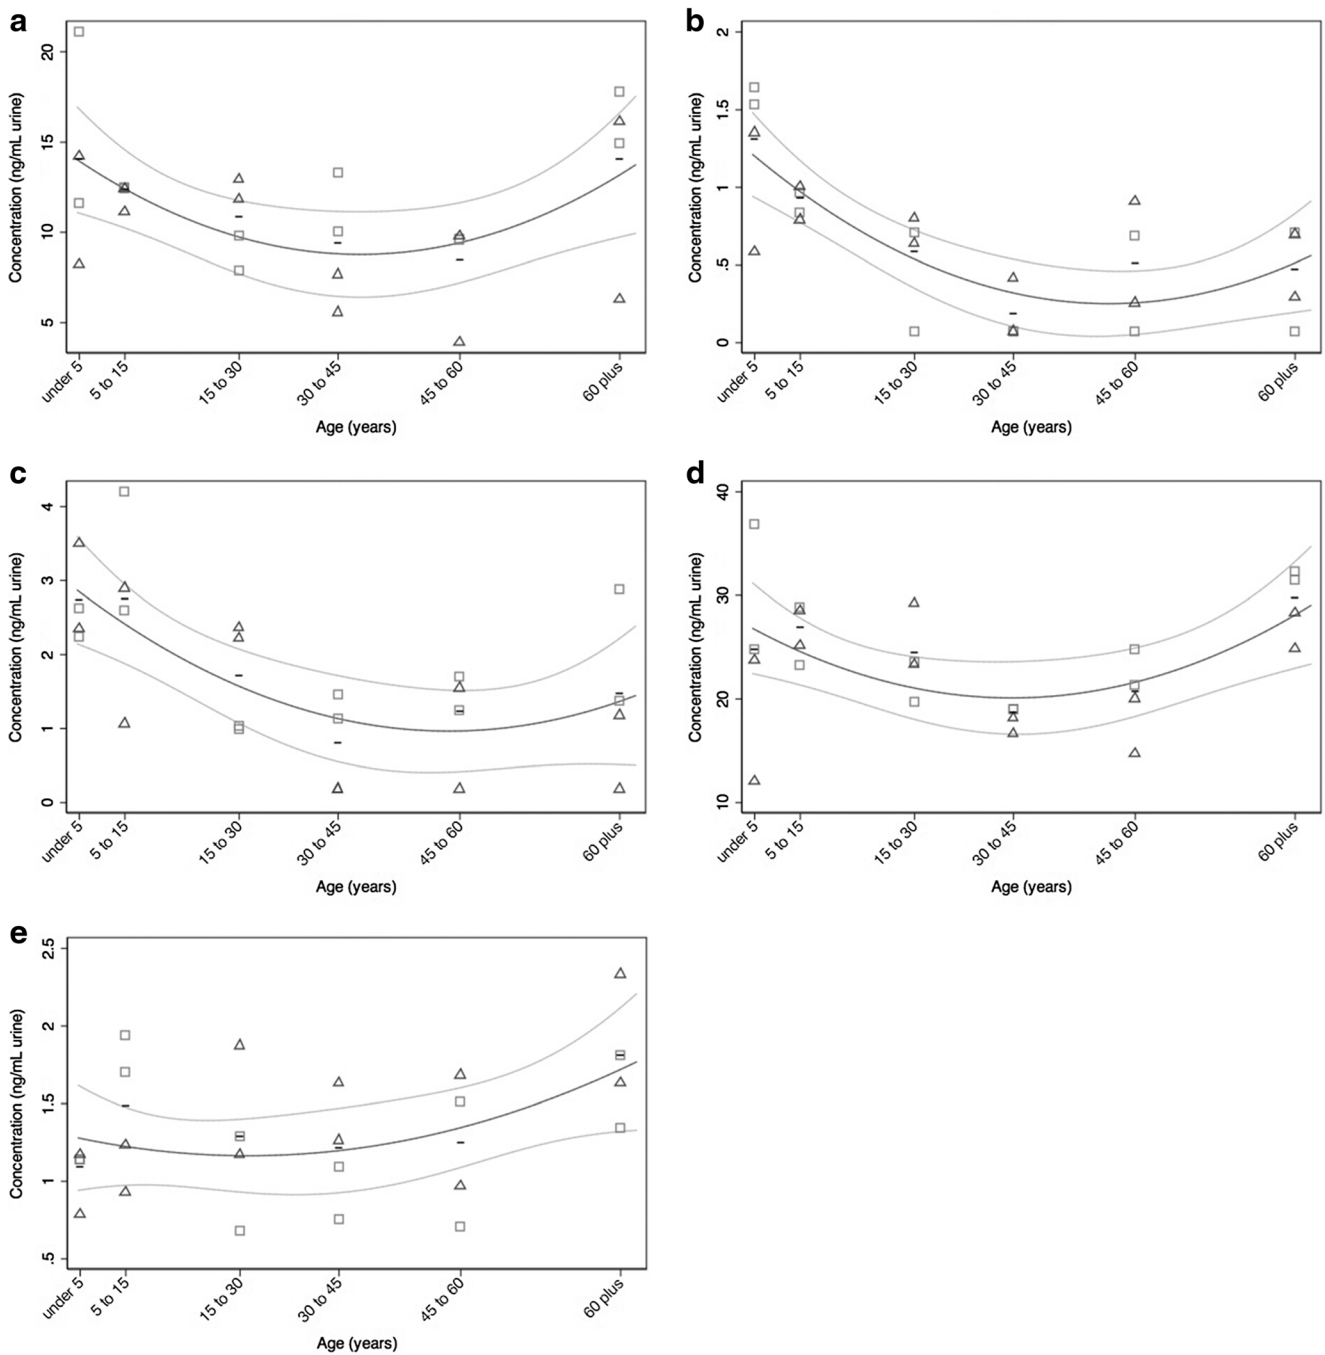 a
Concentration (ng/mL urine)
20
15
10
5
under 5
5 to 15
15 to 30
30 to 45
45 to 60
60 plus
Age (years)
b
Concentration (ng/mL urine)
2
1.5
1
.5
0
under 5
5 to 15
15 to 30
30 to 45
45 to 60
60 plus
Age (years)
c
Concentration (ng/mL urine)
4
3
2
1
0
under 5
5 to 15
15 to 30
30 to 45
45 to 60
60 plus
Age (years)
d
Concentration (ng/mL urine)
40
30
20
10
under 5
5 to 15
15 to 30
30 to 45
45 to 60
60 plus
Age (years)
e
Concentration (ng/mL urine)
2.5
2
1.5
1
.5
under 5
5 to 15
15 to 30
30 to 45
45 to 60
60 plus
Age (years)